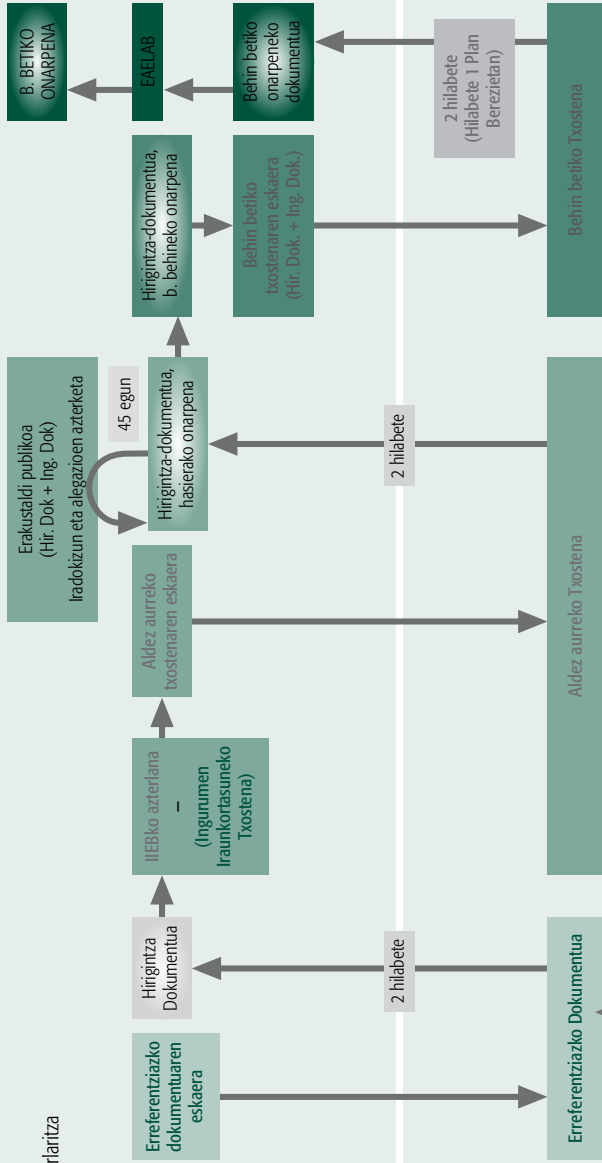 rlaritza
Erreferentziazko
dokumentuaren
eskaera
Erreferentziazko Dokumentua
2 hilabete
Hirigintza
Dokumentua
IIEBko azterlana
–
(Ingurumen
Iraunkortasuneko
Txostena)
Aldez aurreko
txostenaren eskaera
Aldez aurreko Txostena
2 hilabete
Hirigintza-dokumentua,
hasierako onarpena
45 egun
Erakustaldi publikoa
(Hir. Dok + Ing. Dok)
Iradokizun eta alegazioen azterketa
Hirigintza-dokumentua,
b. behineko onarpena
Behin betiko
txostenaren eskaera
(Hir. Dok. + Ing. Dok.)
Behin betiko Txostena
2 hilabete
(Hilabete 1 Plan
Berezietan)
Behin betiko
onarpeneko
dokumentua
EAELAB
B. BETIKO
ONARPENA